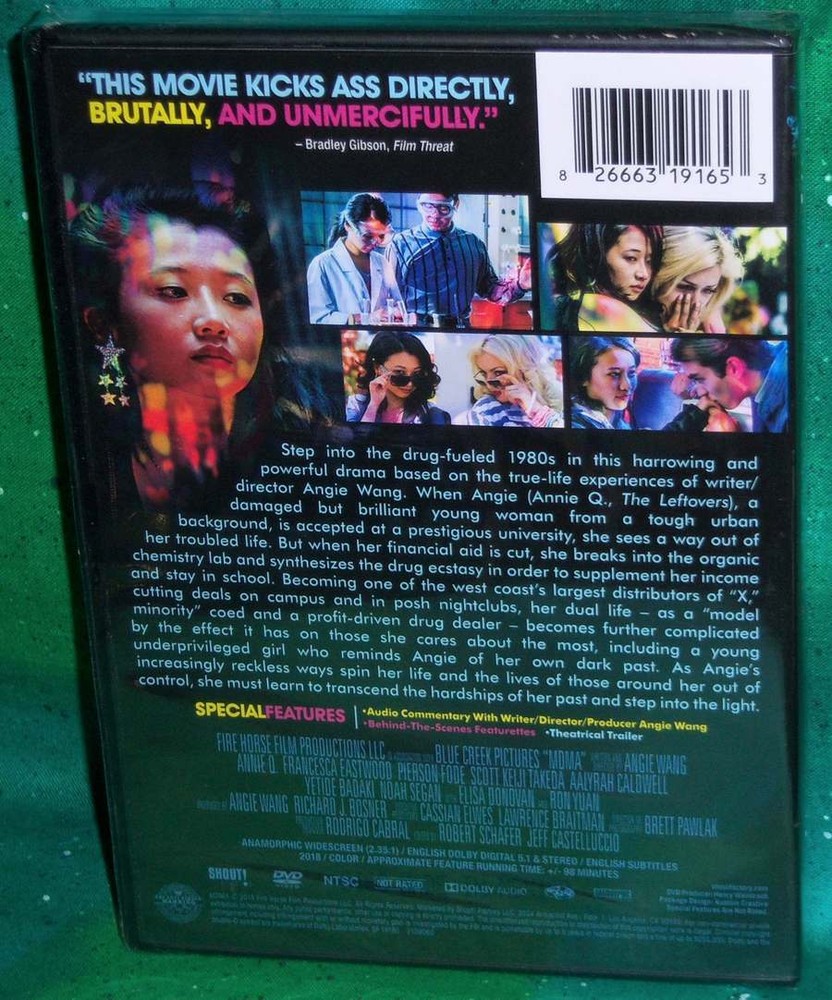 “THIS MOVIE KICKS ASS DIRECTLY,
BRUTALLY, AND UNMERCIFULLY.”
– Bradley Gibson, Film Threat
8 26663 19165 3
Step into the drug-fueled 1980s in this harrowing and
powerful drama based on the true-life experiences of writer/
director Angie Wang. When Angie (Annie Q., The Leftovers), a
damaged but brilliant young woman from a tough urban
background, is accepted at a prestigious university, she sees a way out of
her troubled life. But when her financial aid is cut, she breaks into the organic
chemistry lab and synthesizes the drug ecstasy in order to supplement her income
and stay in school. Becoming one of the west coast’s largest distributors of “X,”
cutting deals on campus and in posh nightclubs, her dual life – as a “model
minority” coed and a profit-driven drug dealer – becomes further complicated
by the effect it has on those she cares about the most, including a young
underprivileged girl who reminds Angie of her own dark past. As Angie’s
increasingly reckless ways spin her life and the lives of those around her out of
control, she must learn to transcend the hardships of her past and step into the light.
SPECIALFEATURES
•Audio Commentary With Writer/Director/Producer Angie Wang
•Behind-The-Scenes Featurettes •Theatrical Trailer
FIRE HORSE FILM PRODUCTIONS LLC BLUE CREEK PICTURES “MDMA” ANGIE WANG
ANNIE Q. FRANCESCA EASTWOOD PIERSON FODE SCOTT KEIJI TAKEDA AALYRAH CALDWELL
YETIDE BADAKI NOAH SEGAN ELISA DONOVAN RON YUAN
ANGIE WANG RICHARD J. BOSNER CASSIAN ELWES LAWRENCE BRAITMAN BRETT PAWLAK
RODRIGO CABRAL ROBERT SCHAFER JEFF CASTELLUCCIO
ANAMORPHIC WIDESCREEN (2.35:1) / ENGLISH DOLBY DIGITAL 5.1 & STEREO / ENGLISH SUBTITLES
2018 / COLOR / APPROXIMATE FEATURE RUNNING TIME: +/- 98 MINUTES
SHOUT! DVD VIDEO NTSC NOT RATED DOLBY AUDIO